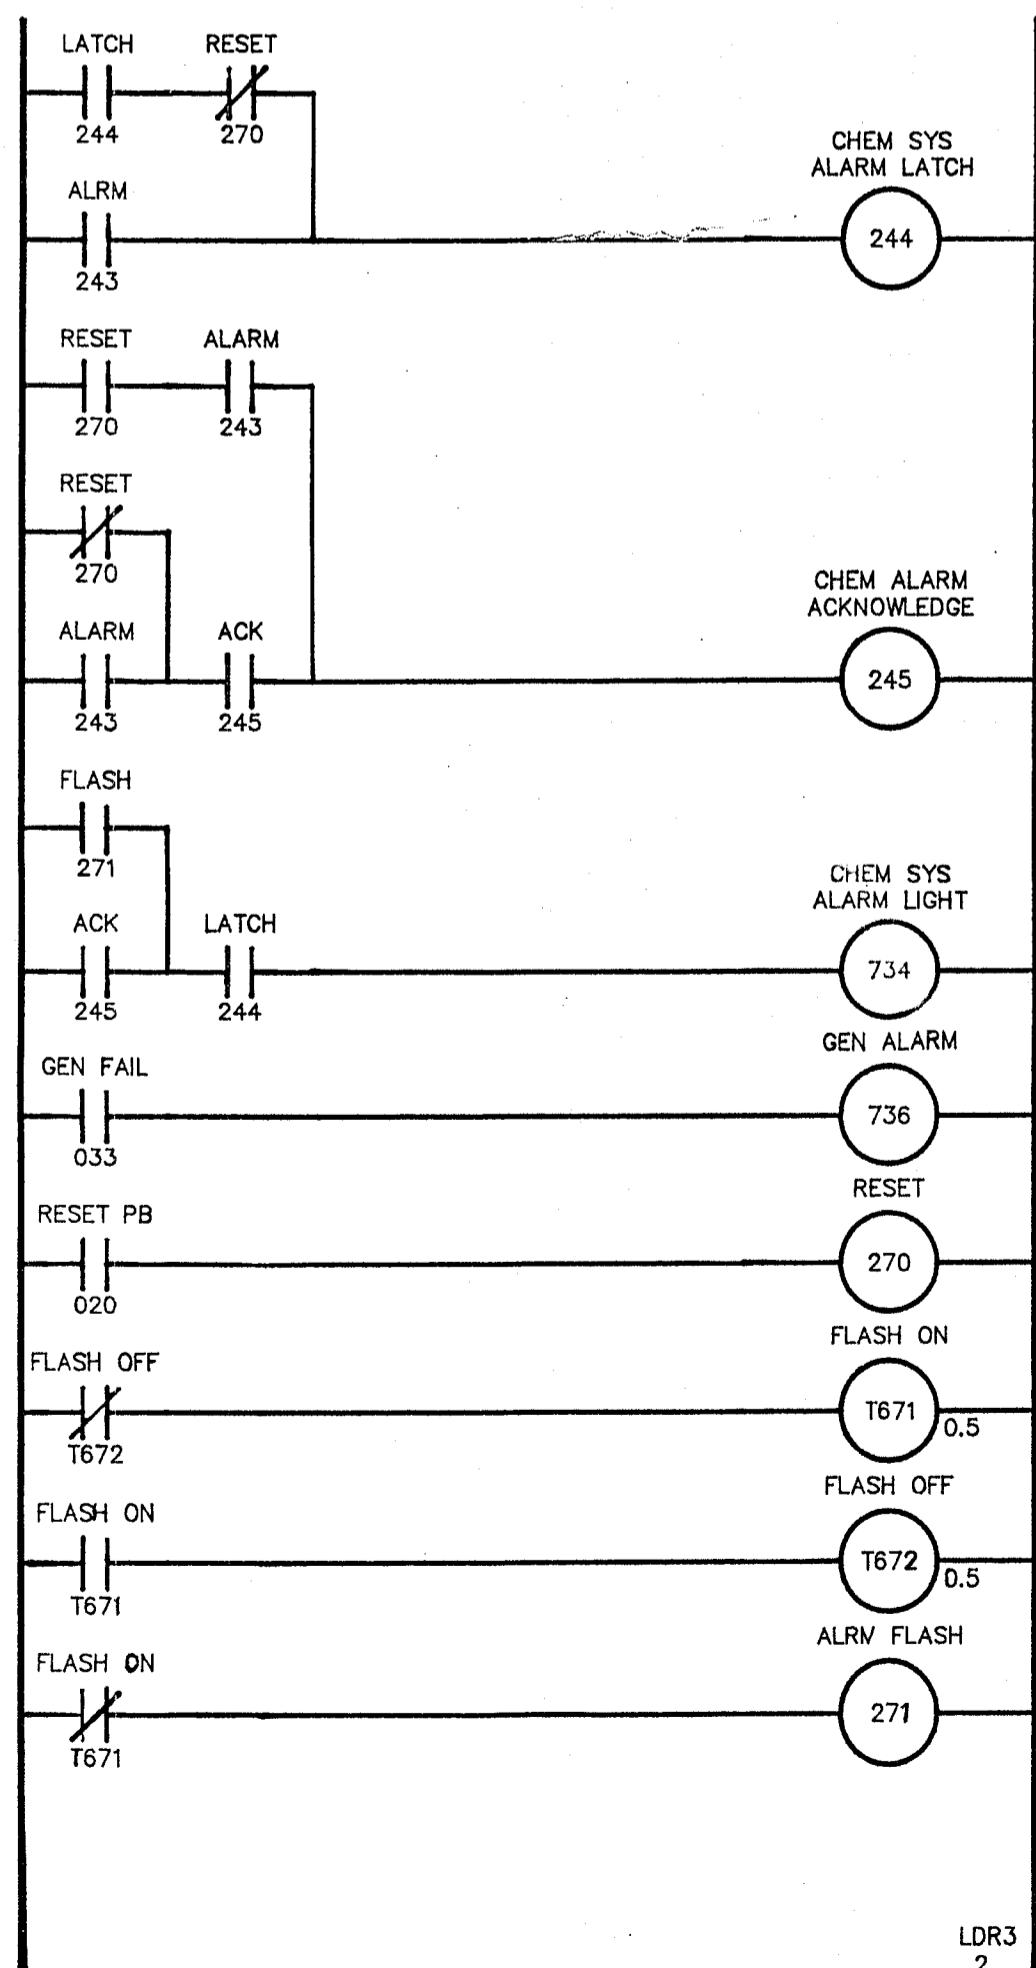 LATCH RESET
244 270
CHEM SYS
ALARM LATCH
ALRM
244
243
RESET ALARM
270 243
RESET
270
CHEM ALARM
ACKNOWLEDGE
ALARM ACK
245
243 245
FLASH
271
CHEM SYS
ALARM LIGHT
ACK LATCH
734
245 244
GEN ALARM
GEN FAIL
736
033
RESET
RESET PB
270
020
FLASH ON
FLASH OFF
T671
0.5
T672
FLASH OFF
FLASH ON
T672
0.5
T671
ALRM FLASH
FLASH ON
271
T671
LDR3
2